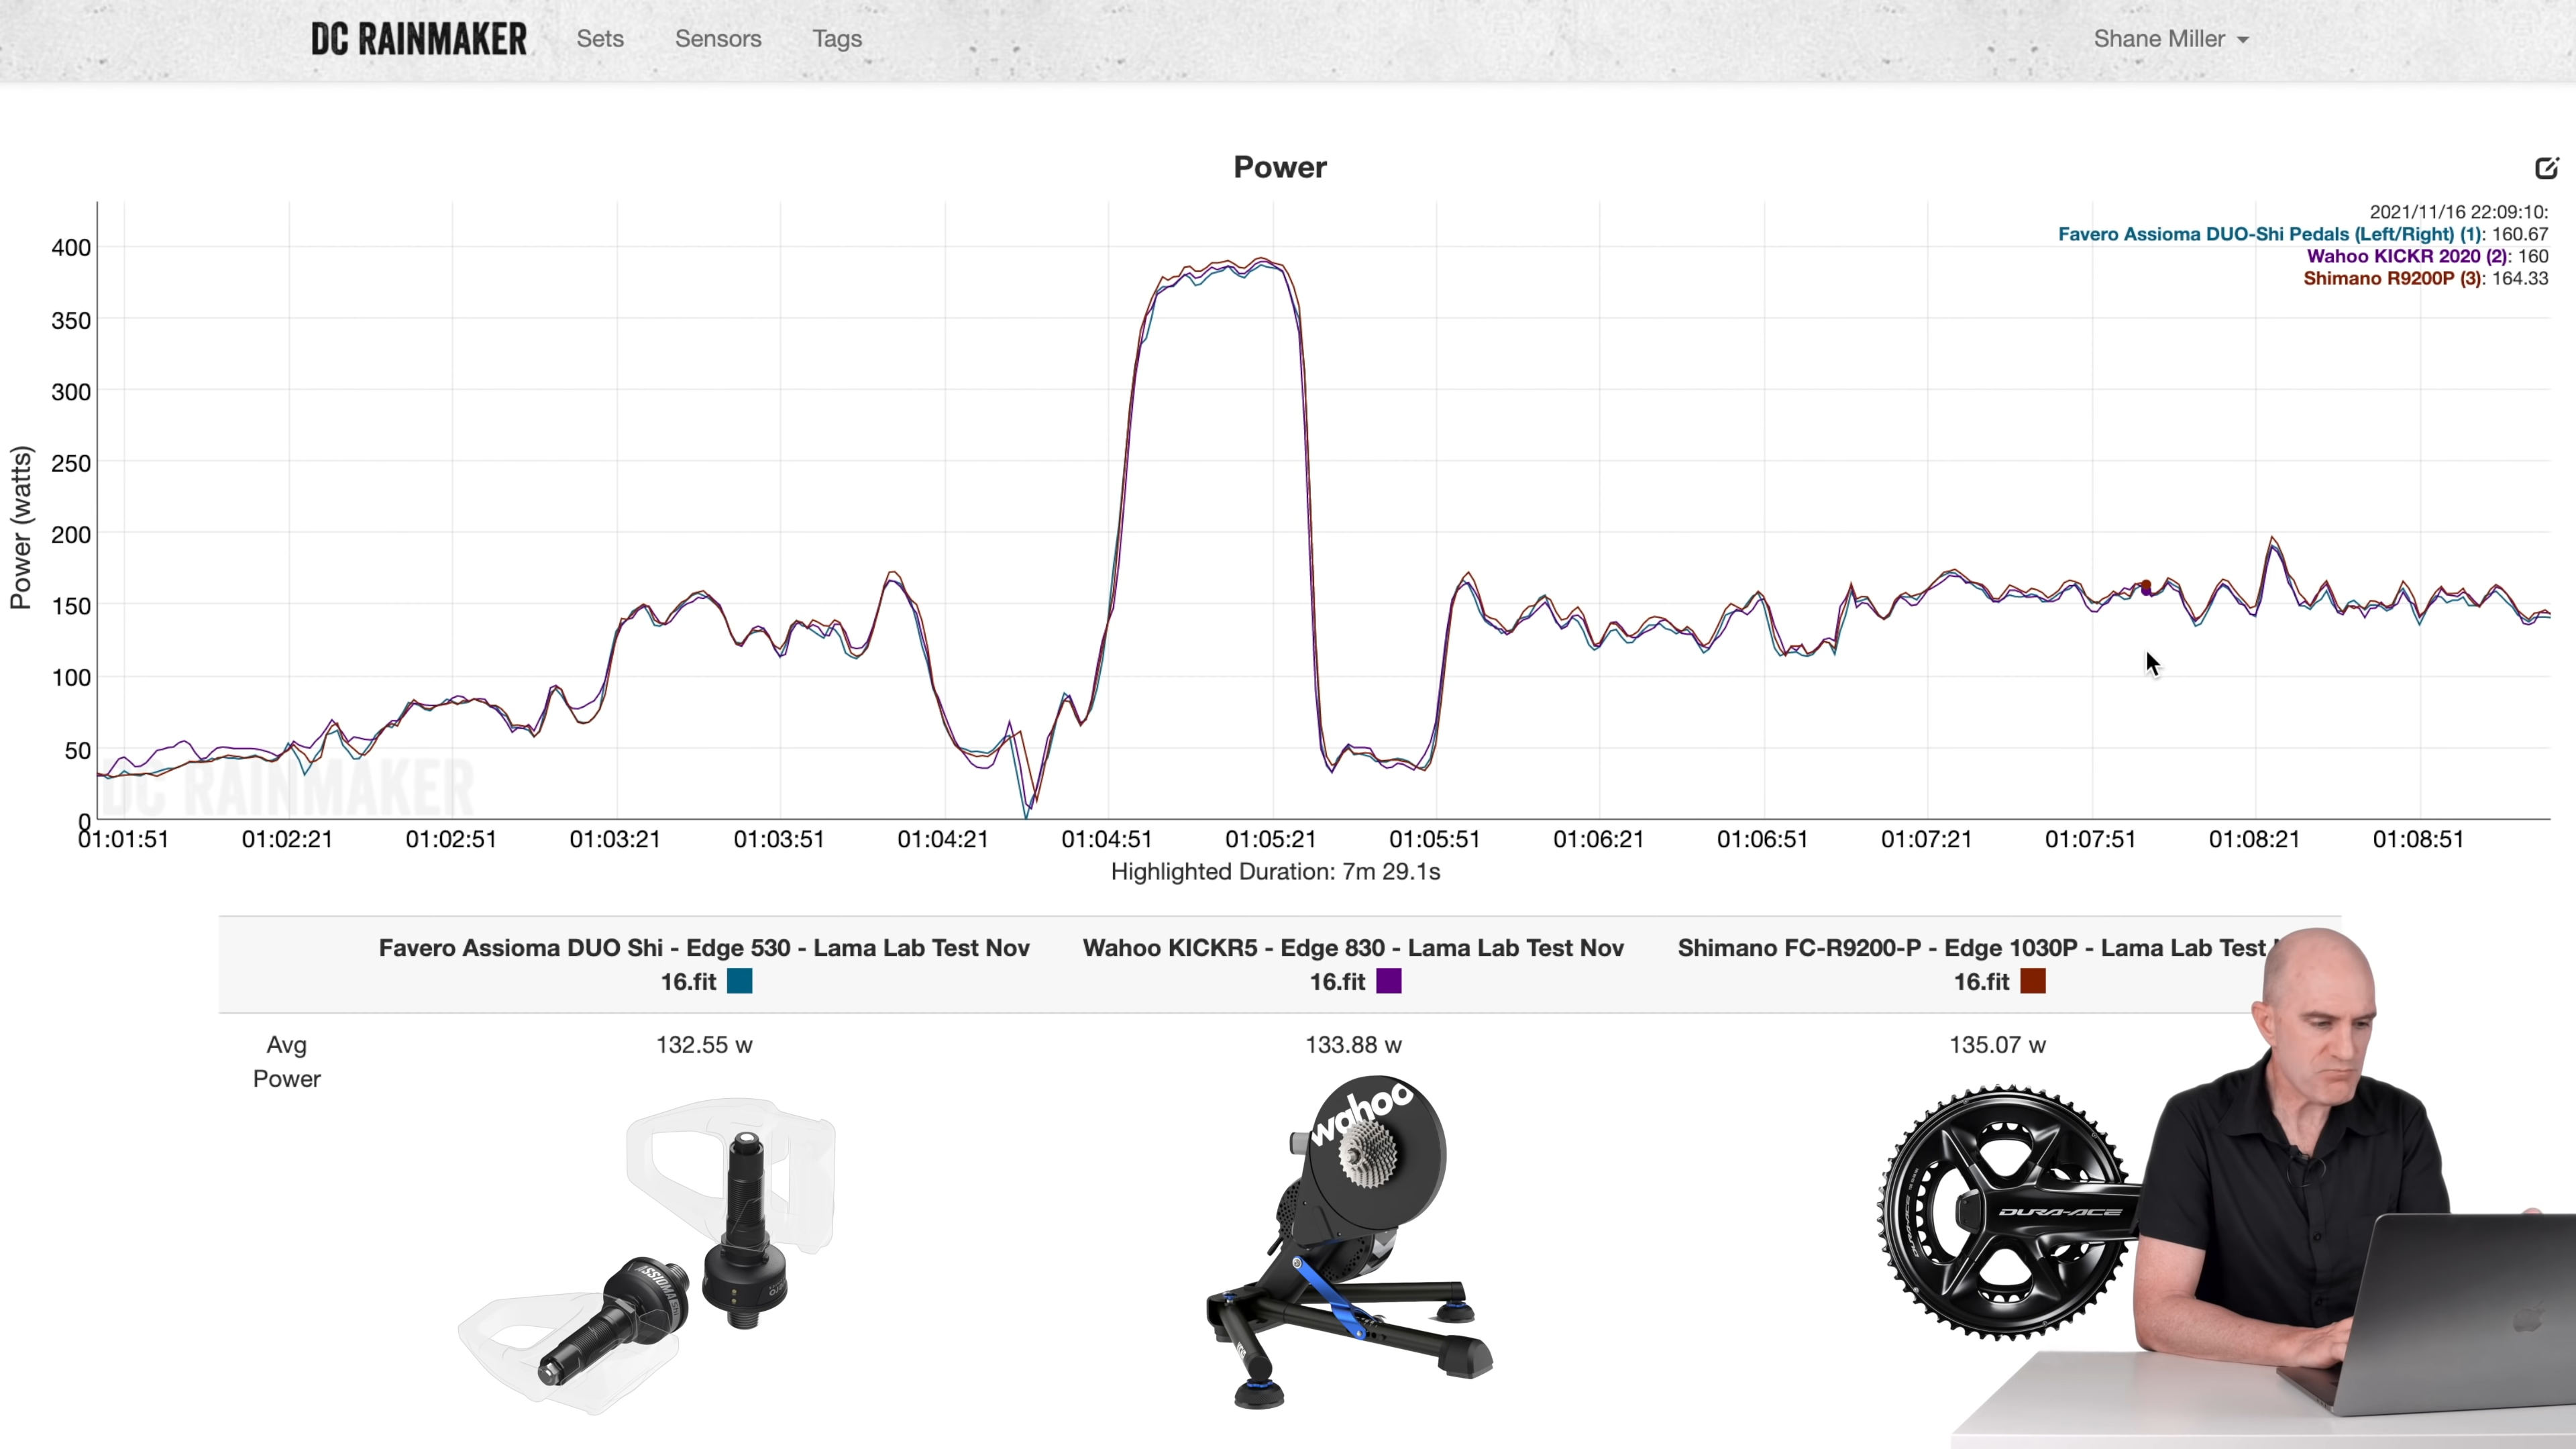 DC RAINMAKER
Sets Sensors Tags
Shane Miller
Power
2021/11/16 22:09:10:
Favero Assioma DUO-Shi Pedals (Left/Right) (1): 160.67
Wahoo KICKR 2020 (2): 160
Shimano R9200P (3): 164.33
Power (watts)
400
350
300
250
200
150
100
50
0
DC RAINMAKER
01:01:51 01:02:21 01:02:51 01:03:21 01:03:51 01:04:21 01:04:51 01:05:21 01:05:51 01:06:21 01:06:51 01:07:21 01:07:51 01:08:21 01:08:51
Highlighted Duration: 7m 29.1s
Favero Assioma DUO Shi - Edge 530 - Lama Lab Test Nov
16.fit
Wahoo KICKR5 - Edge 830 - Lama Lab Test Nov
16.fit
Shimano FC-R9200-P - Edge 1030P - Lama Lab Test
16.fit
Avg
Power
132.55 w
133.88 w
135.07 w
ASSIOMA
wahoo
DURA-ACE
DURA-ACE